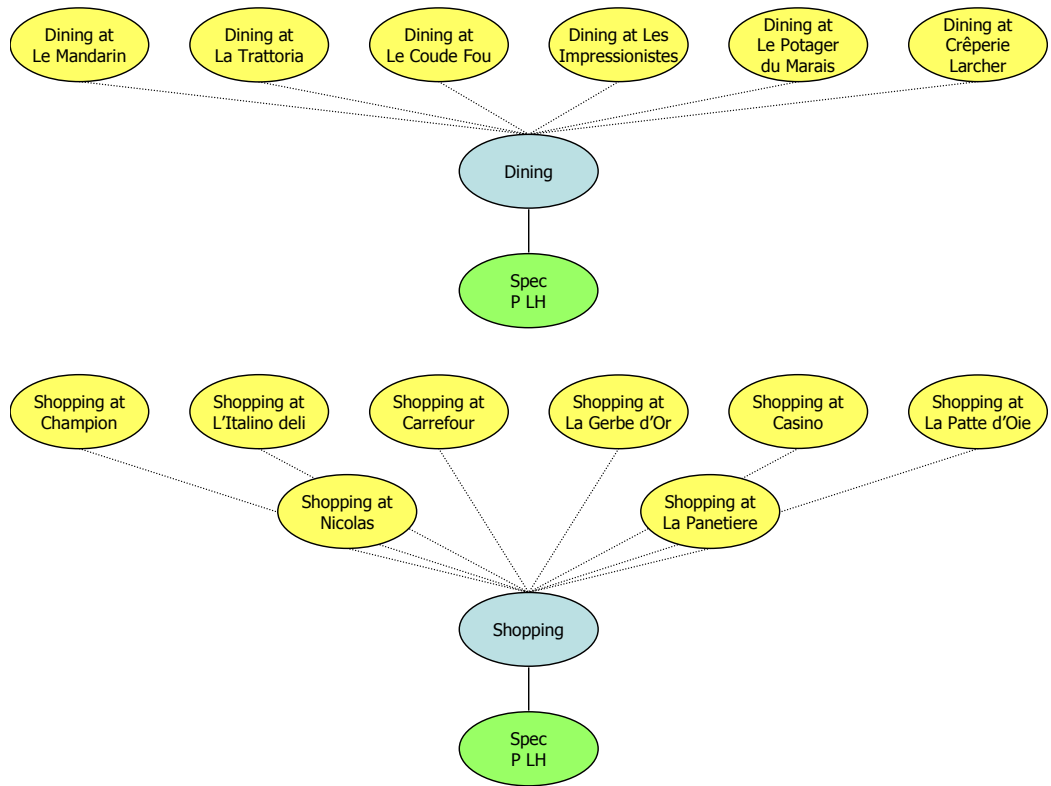 Dining at
Le Mandarin
Dining at
La Trattoria
Dining at
Le Coude Fou
Dining at Les
Impressionistes
Dining at
Le Potager
du Marais
Dining at
Crêperie
Larcher
Dining
Spec
P LH
Shopping at
Champion
Shopping at
L’Italino deli
Shopping at
Carrefour
Shopping at
La Gerbe d’Or
Shopping at
Casino
Shopping at
La Patte d’Oie
Shopping at
Nicolas
Shopping at
La Panetiere
Shopping
Spec
P LH